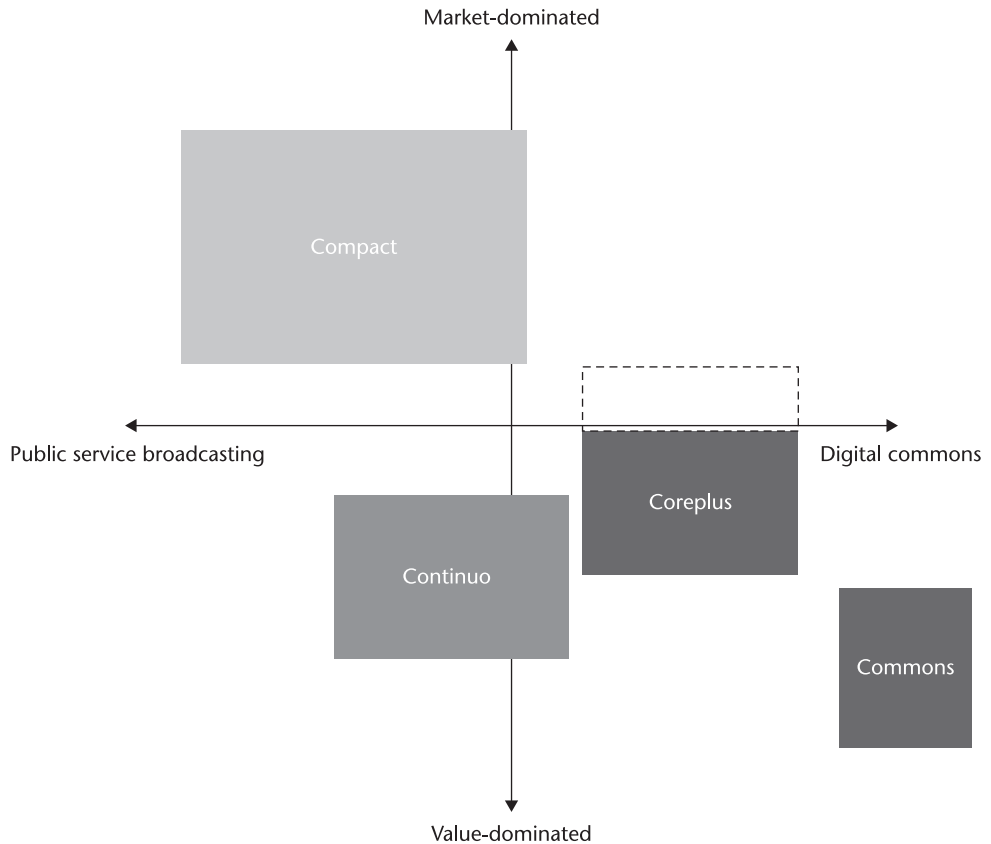 Market-dominated
Compact
Public service broadcasting
Digital commons
Coreplus
Continuo
Commons
Value-dominated